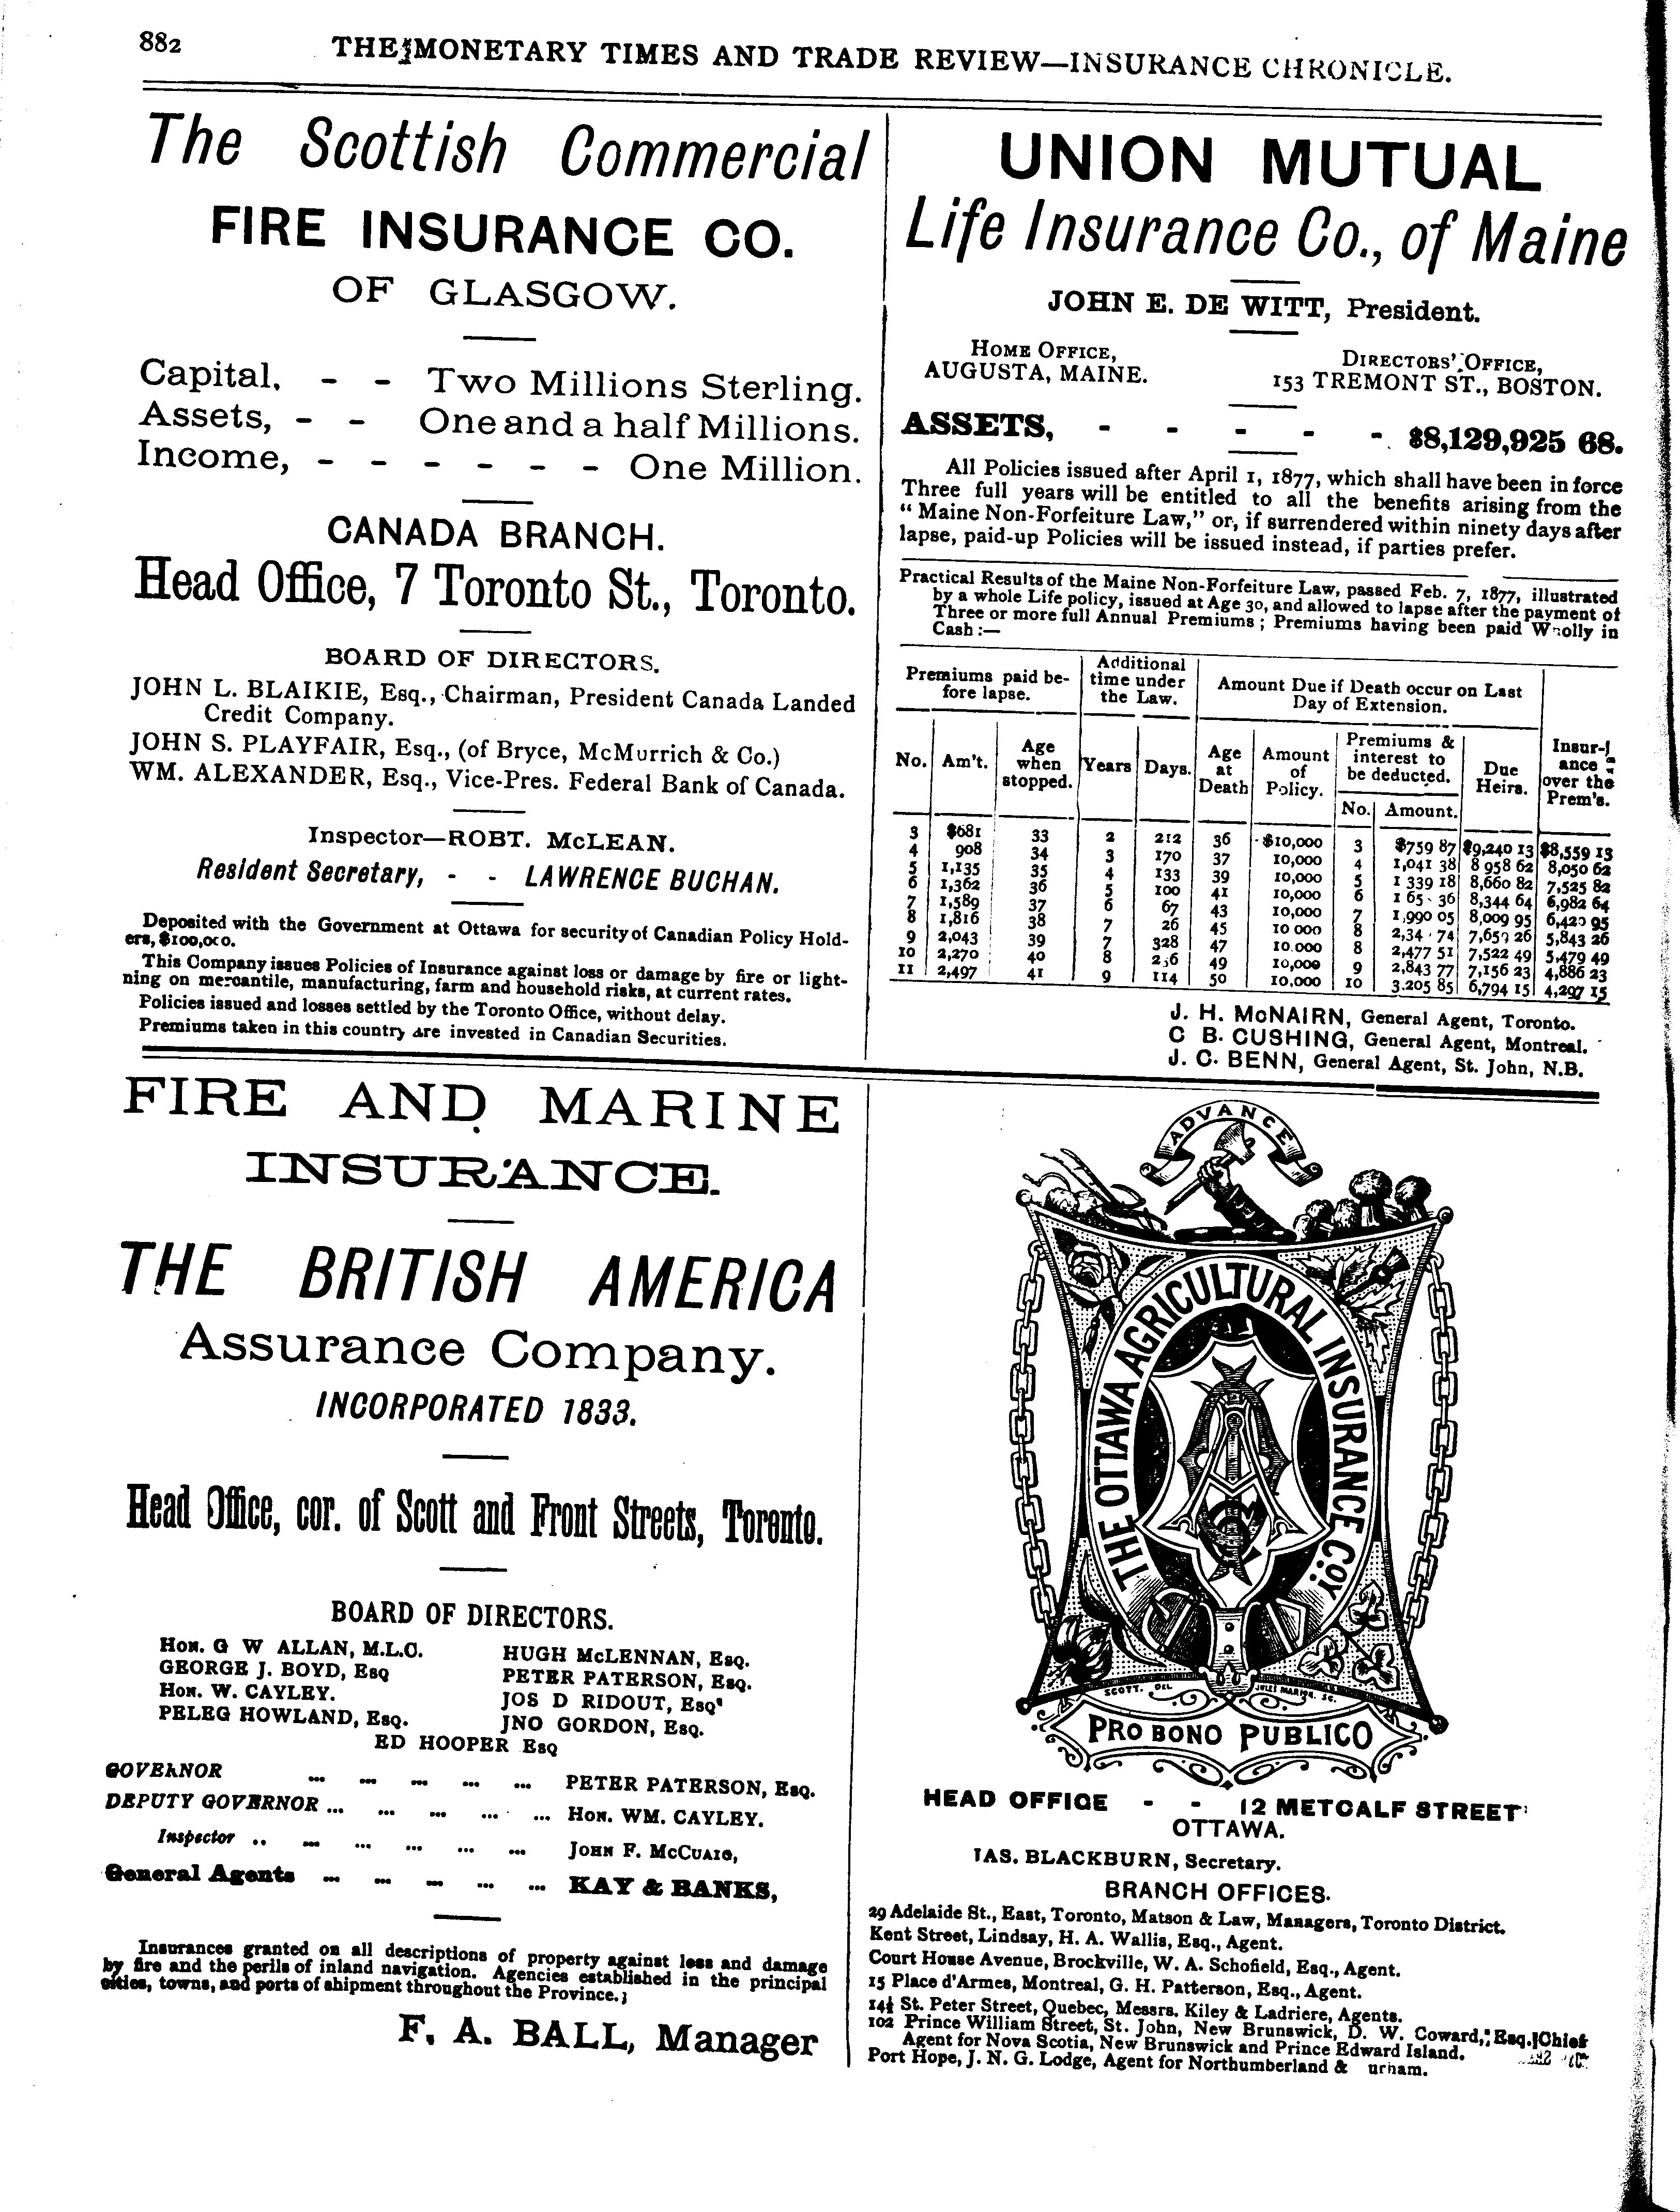 882 THE MONETARY TIMES AND TRADE REVIEW—INSURANCE CHRONICLE.
The Scottish Commercial
FIRE INSURANCE CO.
OF GLASGOW.
Capital, - - Two Millions Sterling.
Assets, - - One and a half Millions.
Income, - - - - - - One Million.
CANADA BRANCH.
Head Office, 7 Toronto St., Toronto.
BOARD OF DIRECTORS.
JOHN L. BLAIKIE, Esq., Chairman, President Canada Landed
Credit Company.
JOHN S. PLAYFAIR, Esq., (of Bryce, McMurrich & Co.)
WM. ALEXANDER, Esq., Vice-Pres. Federal Bank of Canada.
Inspector—ROBT. McLEAN.
Resident Secretary, - - LAWRENCE BUCHAN.
Deposited with the Government at Ottawa for security of Canadian Policy Hold-
ers, $100,000.
This Company issues Policies of Insurance against loss or damage by fire or light-
ning on mercantile, manufacturing, farm and household risks, at current rates.
Policies issued and losses settled by the Toronto Office, without delay.
Premiums taken in this country are invested in Canadian Securities.
UNION MUTUAL
Life Insurance Co., of Maine
JOHN E. DE WITT, President.
HOME OFFICE,
AUGUSTA, MAINE.
DIRECTORS' OFFICE,
153 TREMONT ST., BOSTON.
ASSETS, - - - - - $8,129,925 68.
All Policies issued after April 1, 1877, which shall have been in force
Three full years will be entitled to all the benefits arising from the
"Maine Non-Forfeiture Law," or, if surrendered within ninety days after
lapse, paid-up Policies will be issued instead, if parties prefer.
Practical Results of the Maine Non-Forfeiture Law, passed Feb. 7, 1877, illustrated
by a whole Life policy, issued at Age 30, and allowed to lapse after the payment of
Three or more full Annual Premiums; Premiums having been paid Wholly in
Cash:—
Premiums paid be-
fore lapse.
Additional
time under
the Law.
Amount Due if Death occur on Last
Day of Extension.
No. Am't. Age when stopped. Years Days. Age at Death Amount of Policy. Premiums & interest to be deducted. No. Amount. Due Heirs. Insur-ance over the Prem's.
3 $681 33 2 212 36 $10,000 3 $759 87 $9,240 13 $8,559 13
4 908 34 3 170 37 10,000 4 1,041 38 8 958 62 8,050 62
5 1,135 35 4 133 39 10,000 5 1 339 18 8,660 82 7,525 82
6 1,362 36 5 100 41 10,000 6 1 65 36 8,344 64 6,982 64
7 1,589 37 6 67 43 10,000 7 1,990 05 8,009 95 6,420 95
8 1,816 38 7 26 45 10 000 8 2,34 74 7,659 26 5,843 26
9 2,043 39 7 328 47 10.000 8 2,477 51 7,522 49 5,479 49
10 2,270 40 8 236 49 10,000 9 2,843 77 7,156 23 4,886 23
11 2,497 41 9 114 50 10.000 10 3.205 85 6,794 15 4,297 15
J. H. McNAIRN, General Agent, Toronto.
C B. CUSHING, General Agent, Montreal.
J. C. BENN, General Agent, St. John, N.B.
FIRE AND MARINE
INSURANCE.
THE BRITISH AMERICA
Assurance Company.
INCORPORATED 1833.
Head Office, cor. of Scott and Front Streets, Toronto.
BOARD OF DIRECTORS.
HON. G W ALLAN, M.L.C. HUGH McLENNAN, ESQ.
GEORGE J. BOYD, ESQ PETER PATERSON, ESQ.
HON. W. CAYLEY. JOS D RIDOUT, ESQ
PELEG HOWLAND, ESQ. JNO GORDON, ESQ.
ED HOOPER ESQ
GOVERNOR ... ... ... ... ... PETER PATERSON, ESQ.
DEPUTY GOVERNOR ... ... ... ... ... HON. WM. CAYLEY.
Inspector .. ... ... ... ... JOHN F. McCUAIG,
General Agents ... ... ... ... ... KAY & BANKS,
Insurances granted on all descriptions of property against loss and damage
by fire and the perils of inland navigation. Agencies established in the principal
cities, towns, and ports of shipment throughout the Province.
F. A. BALL, Manager
ADVANCE
THE OTTAWA AGRICULTURAL INSURANCE C:OY.
SCOTT. DEL. JULES MARION. SC.
PRO BONO PUBLICO
HEAD OFFICE - - 12 METCALF STREET
OTTAWA.
JAS. BLACKBURN, Secretary.
BRANCH OFFICES.
29 Adelaide St., East, Toronto, Matson & Law, Managers, Toronto District.
Kent Street, Lindsay, H. A. Wallis, Esq., Agent.
Court House Avenue, Brockville, W. A. Schofield, Esq., Agent.
15 Place d'Armes, Montreal, G. H. Patterson, Esq., Agent.
14½ St. Peter Street, Quebec, Messrs. Kiley & Ladriere, Agents.
102 Prince William Street, St. John, New Brunswick, D. W. Coward, Esq. Chief
Agent for Nova Scotia, New Brunswick and Prince Edward Island.
Port Hope, J. N. G. Lodge, Agent for Northumberland & urham.